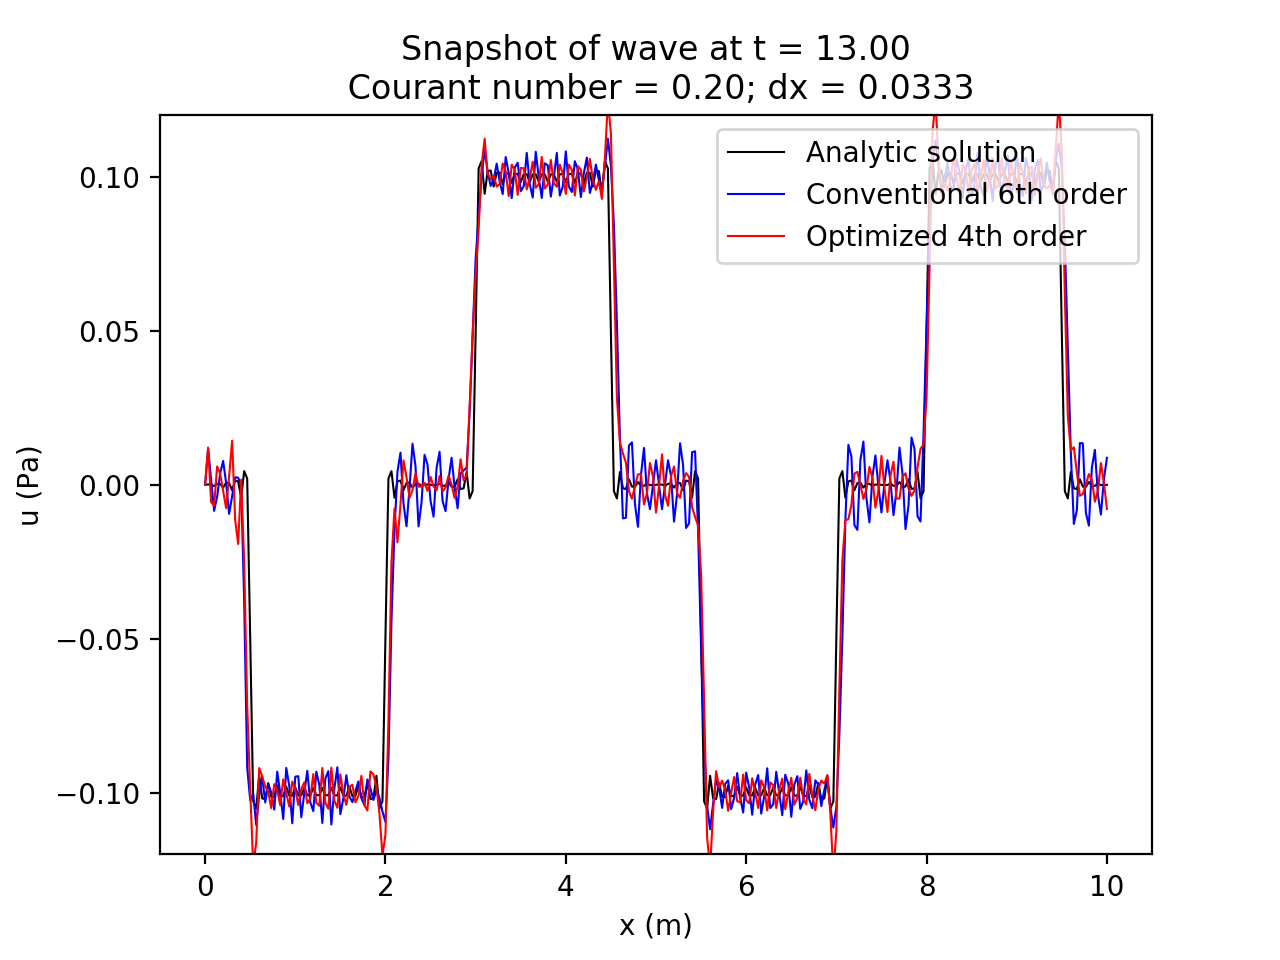 Snapshot of wave at t = 13.00
Courant number = 0.20; dx = 0.0333
Analytic solution
Conventional 6th order
Optimized 4th order
0.10
0.05
0.00
−0.05
−0.10
u (Pa)
0 2 4 6 8 10
x (m)